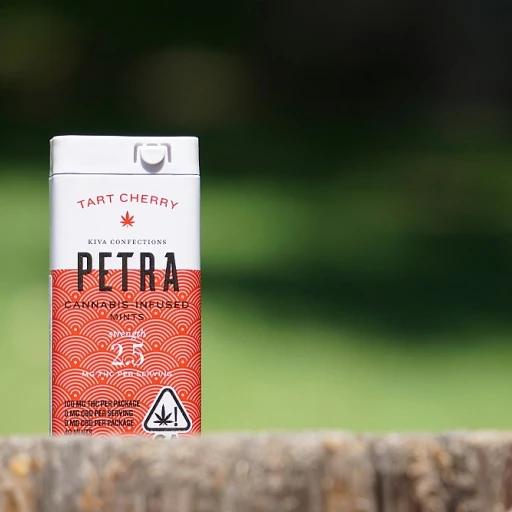 TART CHERRY
KIVA CONFECTIONS
PETRA
CANNABIS-INFUSED
MINTS
strength
2.5
MG THC PER SERVING
100 MG THC PER PACKAGE
0 MG CBD PER SERVING
0 MG CBD PER PACKAGE
!